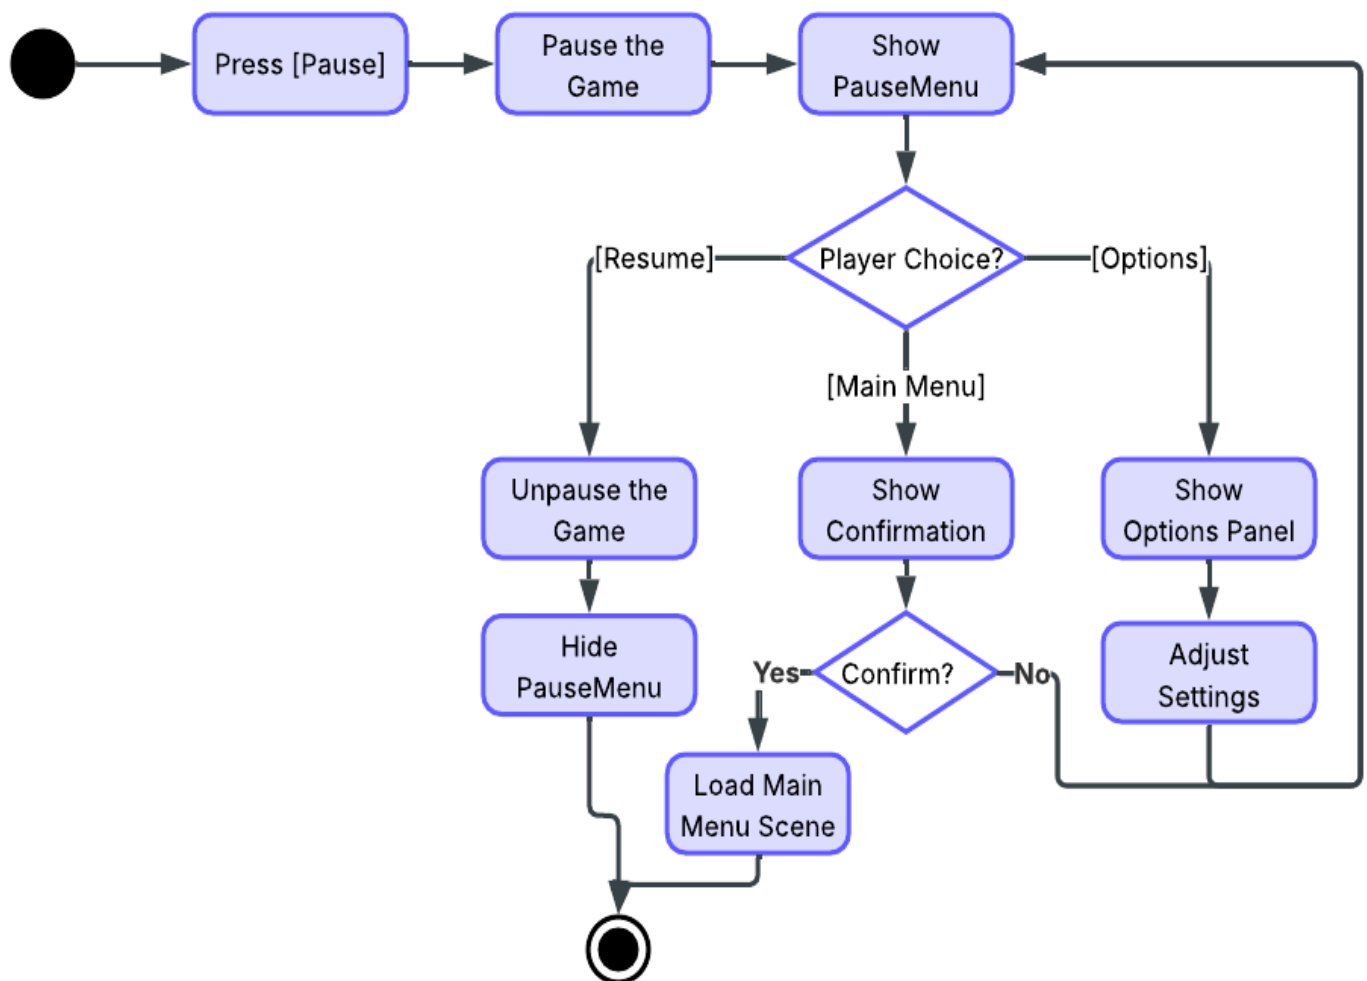 Press [Pause]
Pause the
Game
Show
PauseMenu
Player Choice?
[Resume]
[Options]
[Main Menu]
Unpause the
Game
Show
Confirmation
Show
Options Panel
Hide
PauseMenu
Yes
Confirm?
No
Adjust
Settings
Load Main
Menu Scene